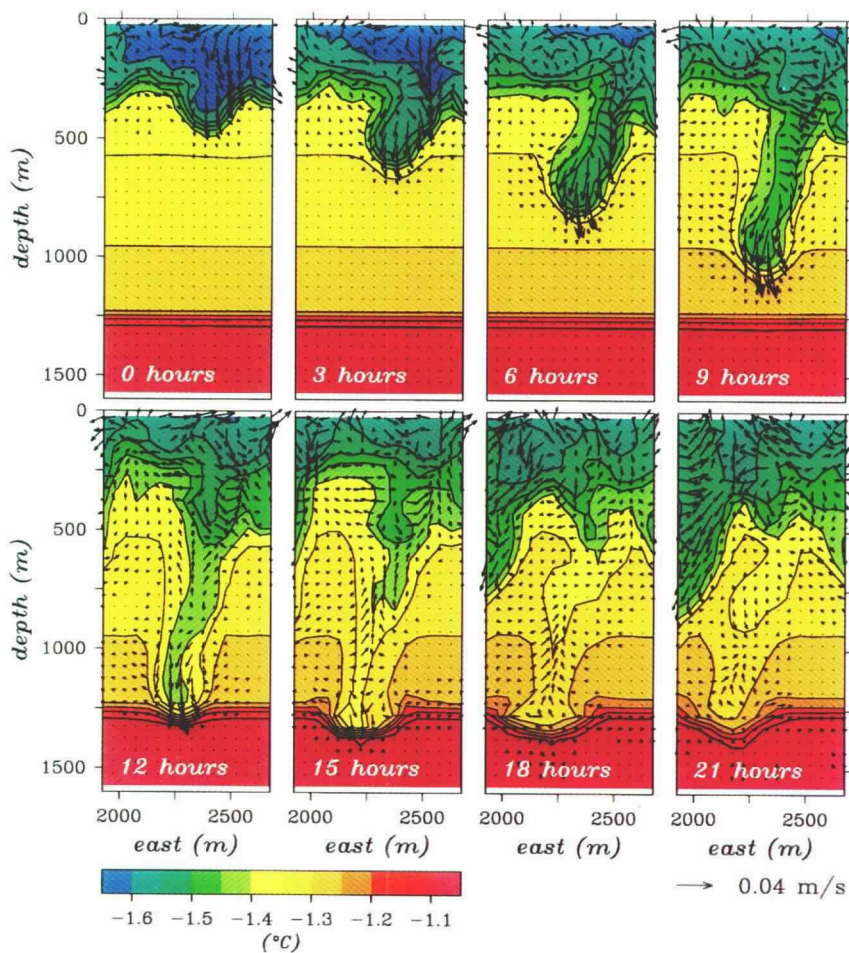 0
500
1000
1500
depth (m)
0 hours
3 hours
6 hours
9 hours
0
500
1000
1500
depth (m)
12 hours
15 hours
18 hours
21 hours
2000 2500
2000 2500
2000 2500
2000 2500
east (m)
east (m)
east (m)
east (m)
−1.6 −1.5 −1.4 −1.3 −1.2 −1.1
(°C)
0.04 m/s